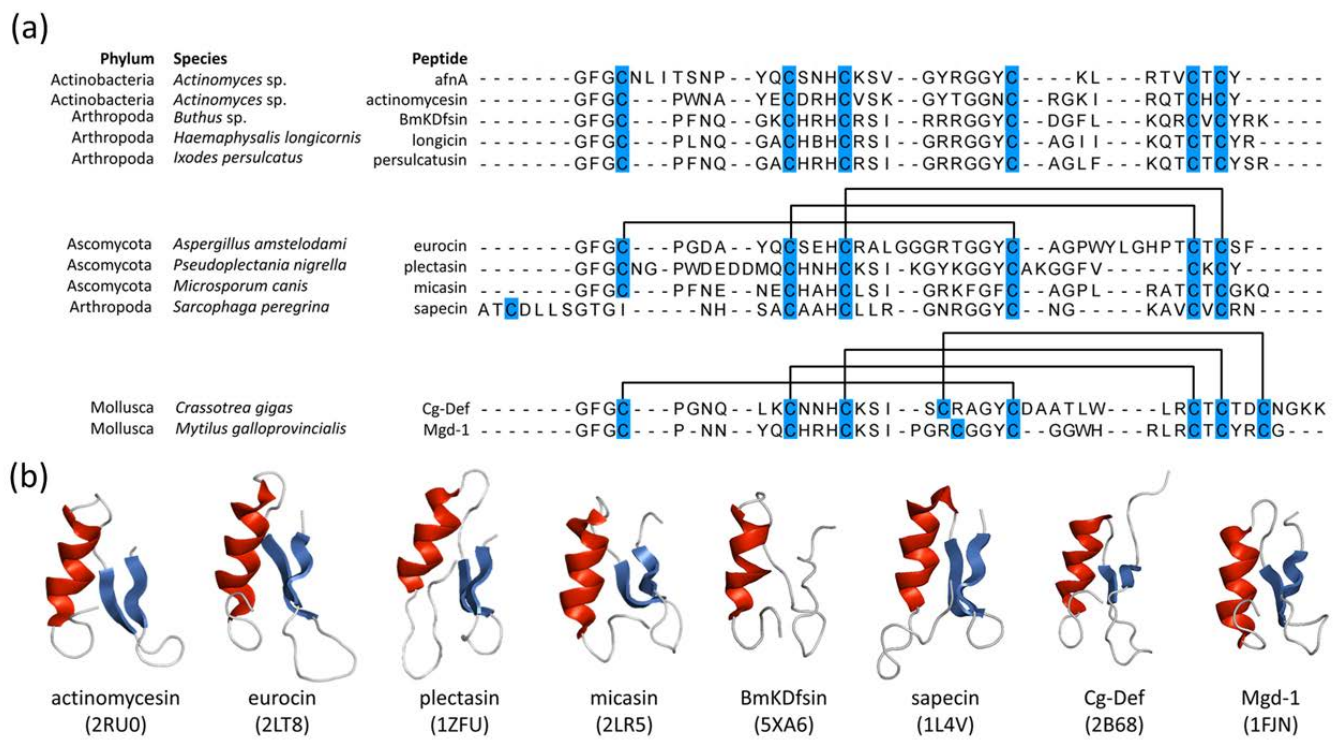 (a)
Phylum Species Peptide
Actinobacteria Actinomyces sp. afnA - - - - - - - GFGCNLITSNP - - YQCSNHCKSV - - GYRGGYC - - - - KL - - - RTVCTCY - - - - - -
Actinobacteria Actinomyces sp. actinomycesin - - - - - - - GFGC - - - PWNA - - YECDRHCVSK - - GYTGGNC - - RGKI - - - RQTCHCY - - - - - -
Arthropoda Buthus sp. BmKDfsin - - - - - - - GFGC - - - PFNQ - - GKCHRHCRSI - - RRRGGYC - - DGFL - - - KQRCVCYRK - - - -
Arthropoda Haemaphysalis longicornis longicin - - - - - - - GFGC - - - PLNQ - - GACHBHCRSI - - GRRGGYC - - AGII - - - KQTCTCYR - - - - -
Arthropoda Ixodes persulcatus persulcatusin - - - - - - - GFGC - - - PFNQ - - GACHRHCRSI - - GRRGGYC - - AGLF - - - KQTCTCYSR - - - -
Ascomycota Aspergillus amstelodami eurocin - - - - - - - GFGC - - - PGDA - - YQCSEHCRALGGGRTGGYC - - AGPWYLGHPTCTCSF - - - - -
Ascomycota Pseudoplectania nigrella plectasin - - - - - - - GFGCNG - PWDEDDMQCHNHCKSI - KGYKGGYCAKGGFV - - - - - - CKCY - - - - - -
Ascomycota Microsporum canis micasin - - - - - - - GFGC - - - PFNE - - NECHAHCLSI - - GRKFGFC - - AGPL - - - RATCTCGKQ - - - -
Arthropoda Sarcophaga peregrina sapecin ATCDLLSGTGI - - - - - NH - - SACAAHCLLR - - GNRGGYC - - NG - - - - - KAVCVCRN - - - - -
Mollusca Crassotrea gigas Cg-Def - - - - - - - GFGC - - - PGNQ - - LKCNNHCKSI - - SCRAGYCDAATLW - - - - LRCTCTDCNGKK
Mollusca Mytilus galloprovincialis Mgd-1 - - - - - - - GFGC - - - P - NN - - YQCHRHCKSI - PGRCGGYC - - GGWH - - - RLRCTCYRCG - - -
(b)
actinomycesin eurocin plectasin micasin BmKDfsin sapecin Cg-Def Mgd-1
(2RU0) (2LT8) (1ZFU) (2LR5) (5XA6) (1L4V) (2B68) (1FJN)